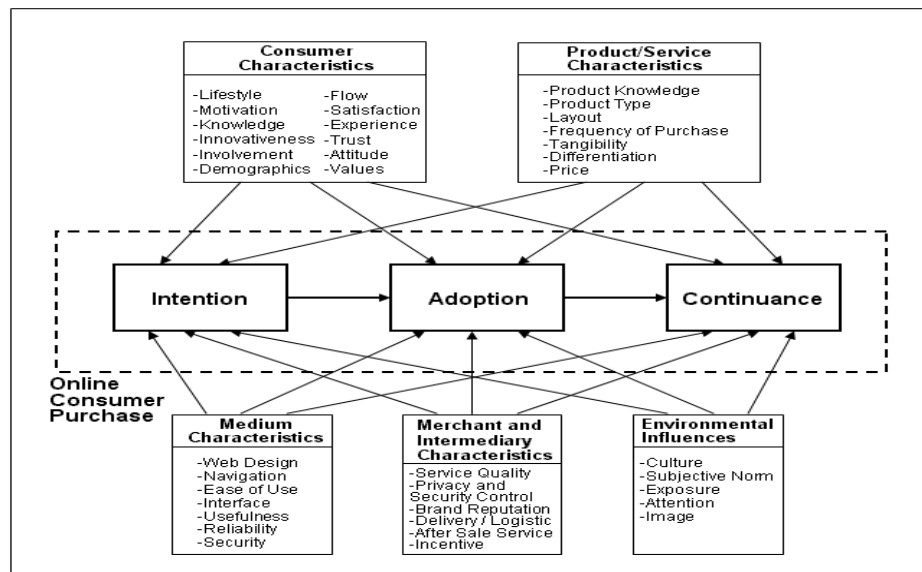 Consumer
Characteristics
-Lifestyle
-Motivation
-Knowledge
-Innovativeness
-Involvement
-Demographics
-Flow
-Satisfaction
-Experience
-Trust
-Attitude
-Values
Product/Service
Characteristics
-Product Knowledge
-Product Type
-Layout
-Frequency of Purchase
-Tangibility
-Differentiation
-Price
Intention
Adoption
Continuance
Online
Consumer
Purchase
Medium
Characteristics
-Web Design
-Navigation
-Ease of Use
-Interface
-Usefulness
-Reliability
-Security
Merchant and
Intermediary
Characteristics
-Service Quality
-Privacy and
Security Control
-Brand Reputation
-Delivery / Logistic
-After Sale Service
-Incentive
Environmental
Influences
-Culture
-Subjective Norm
-Exposure
-Attention
-Image